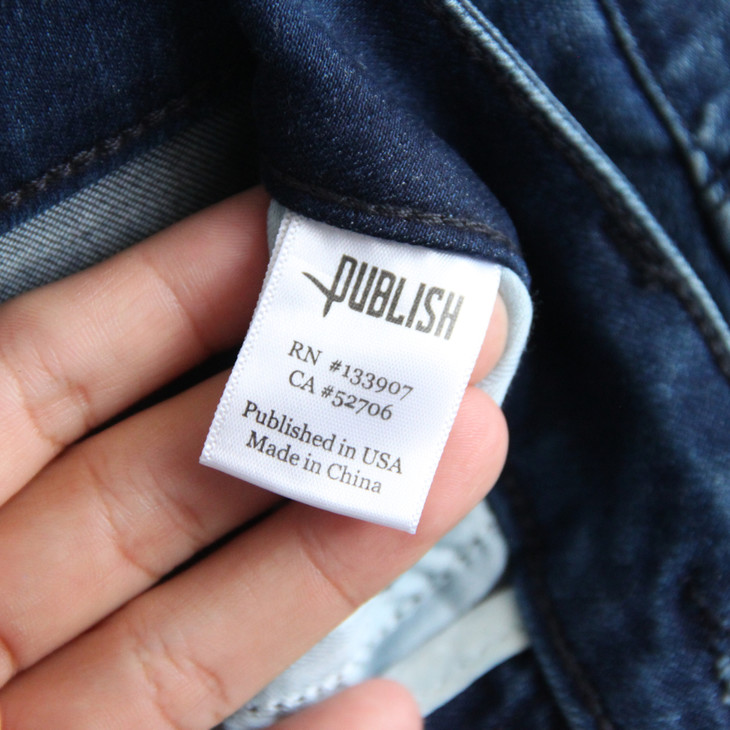 PUBLISH
RN #133907
CA #52706
Published in USA
Made in China